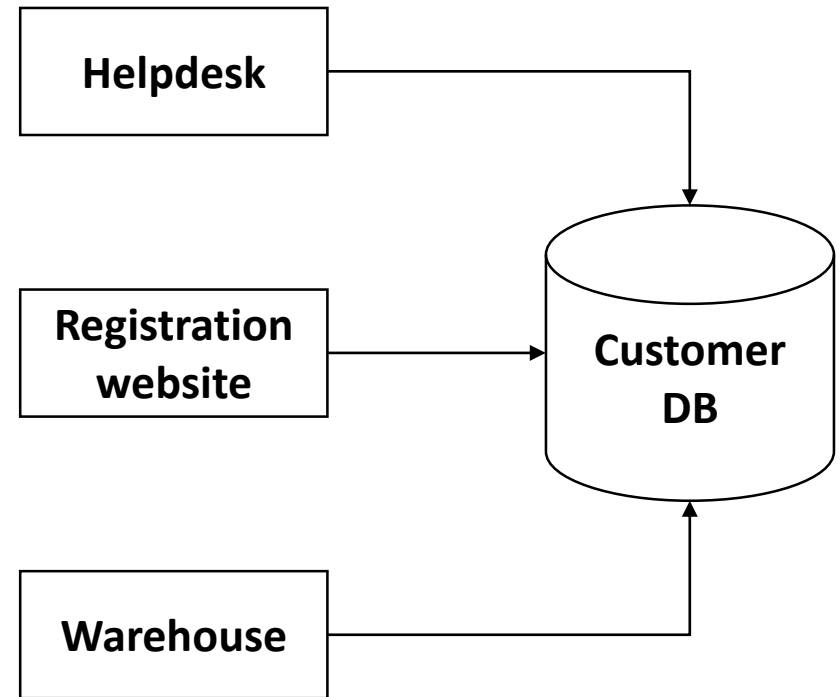 Helpdesk
Registration
website
Customer
DB
Warehouse